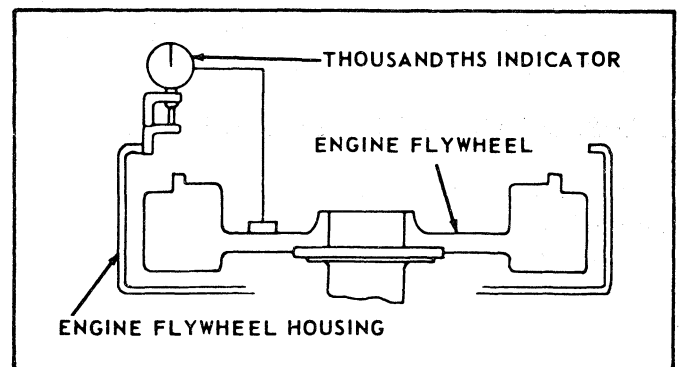 THOUSANDTHS INDICATOR
ENGINE FLYWHEEL
ENGINE FLYWHEEL HOUSING